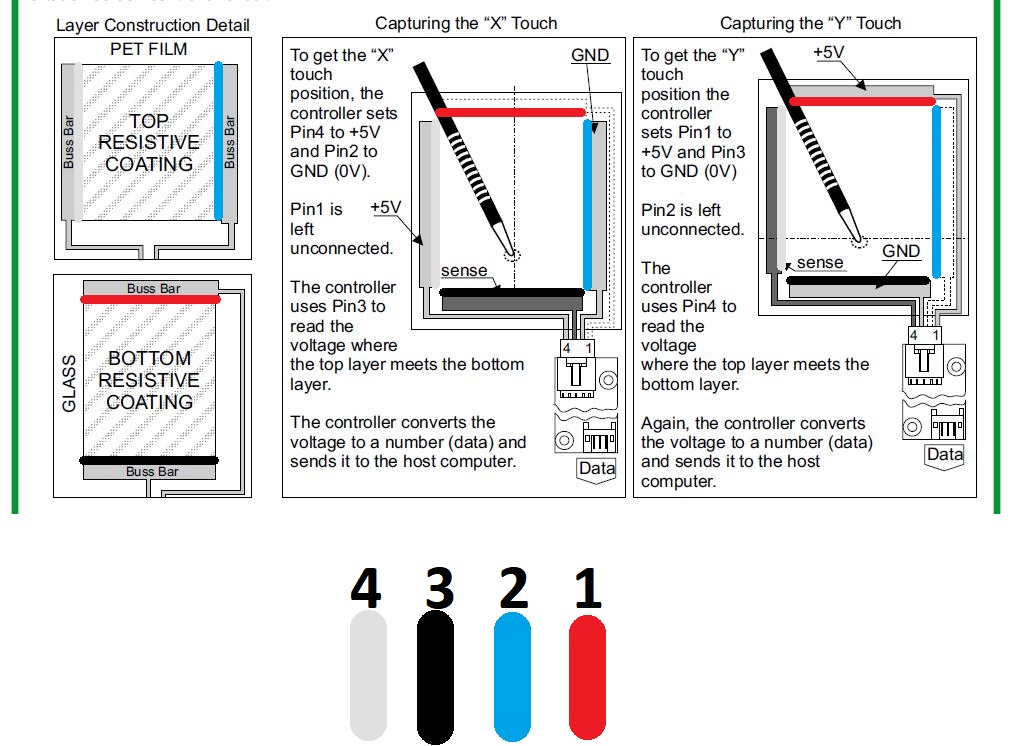 Layer Construction Detail
PET FILM
Buss Bar
TOP
RESISTIVE
COATING
Buss Bar
Buss Bar
GLASS
BOTTOM
RESISTIVE
COATING
Buss Bar
Capturing the “X” Touch
To get the “X”
touch
position, the
controller sets
Pin4 to +5V
and Pin2 to
GND (0V).
Pin1 is
left
unconnected.
The controller
uses Pin3 to
read the
voltage where
the top layer meets the bottom
layer.
The controller converts the
voltage to a number (data) and
sends it to the host computer.
GND
+5V
sense
4 1
Data
Capturing the “Y” Touch
To get the “Y”
touch
position the
controller
sets Pin1 to
+5V and Pin3
to GND (0V)
Pin2 is left
unconnected.
The
controller
uses Pin4 to
read the
voltage
where the top layer meets the
bottom layer.
Again, the controller converts
the voltage to a number (data)
and sends it to the host
computer.
+5V
sense
GND
4 1
Data
4 3 2 1